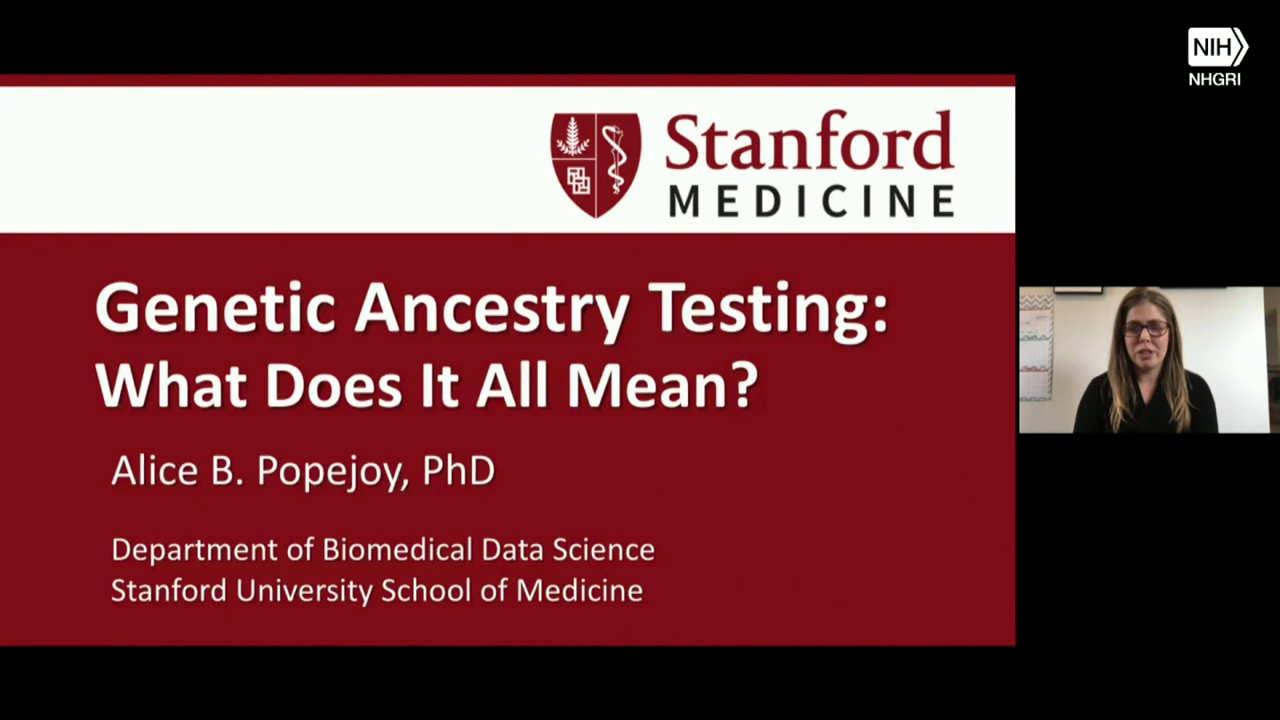 NIH
NHGRI
Stanford
MEDICINE
Genetic Ancestry Testing:
What Does It All Mean?
Alice B. Popejoy, PhD
Department of Biomedical Data Science
Stanford University School of Medicine